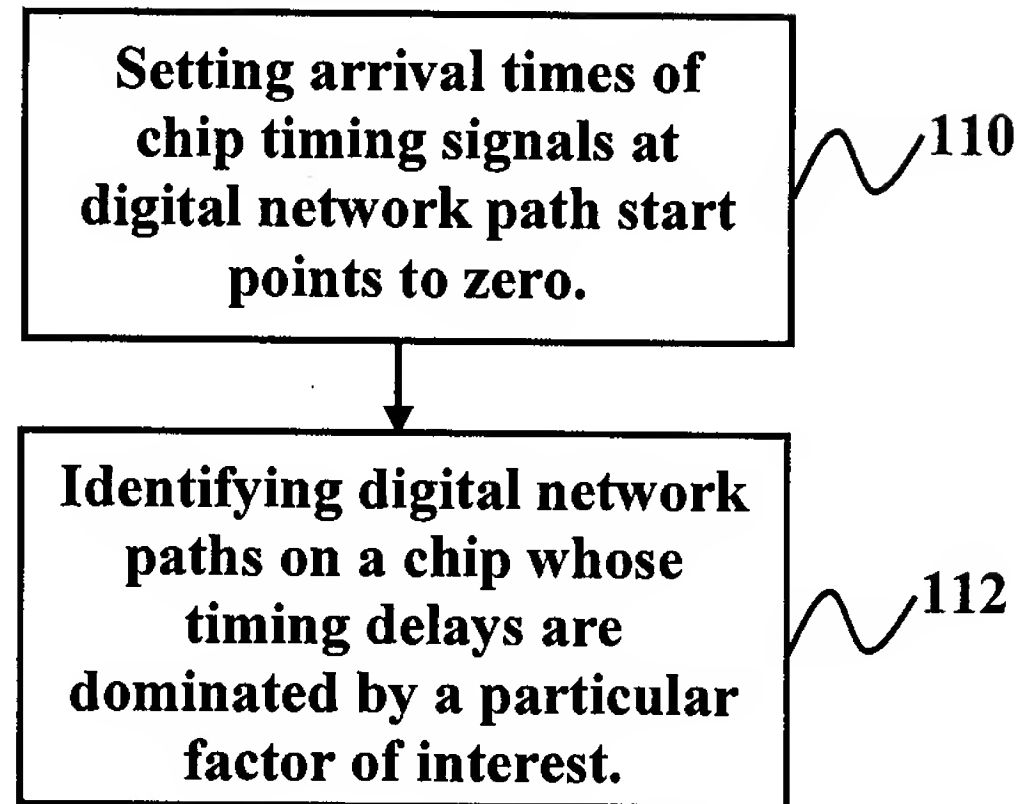 Setting arrival times of
chip timing signals at
digital network path start
points to zero.
110
Identifying digital network
paths on a chip whose
timing delays are
dominated by a particular
factor of interest.
112